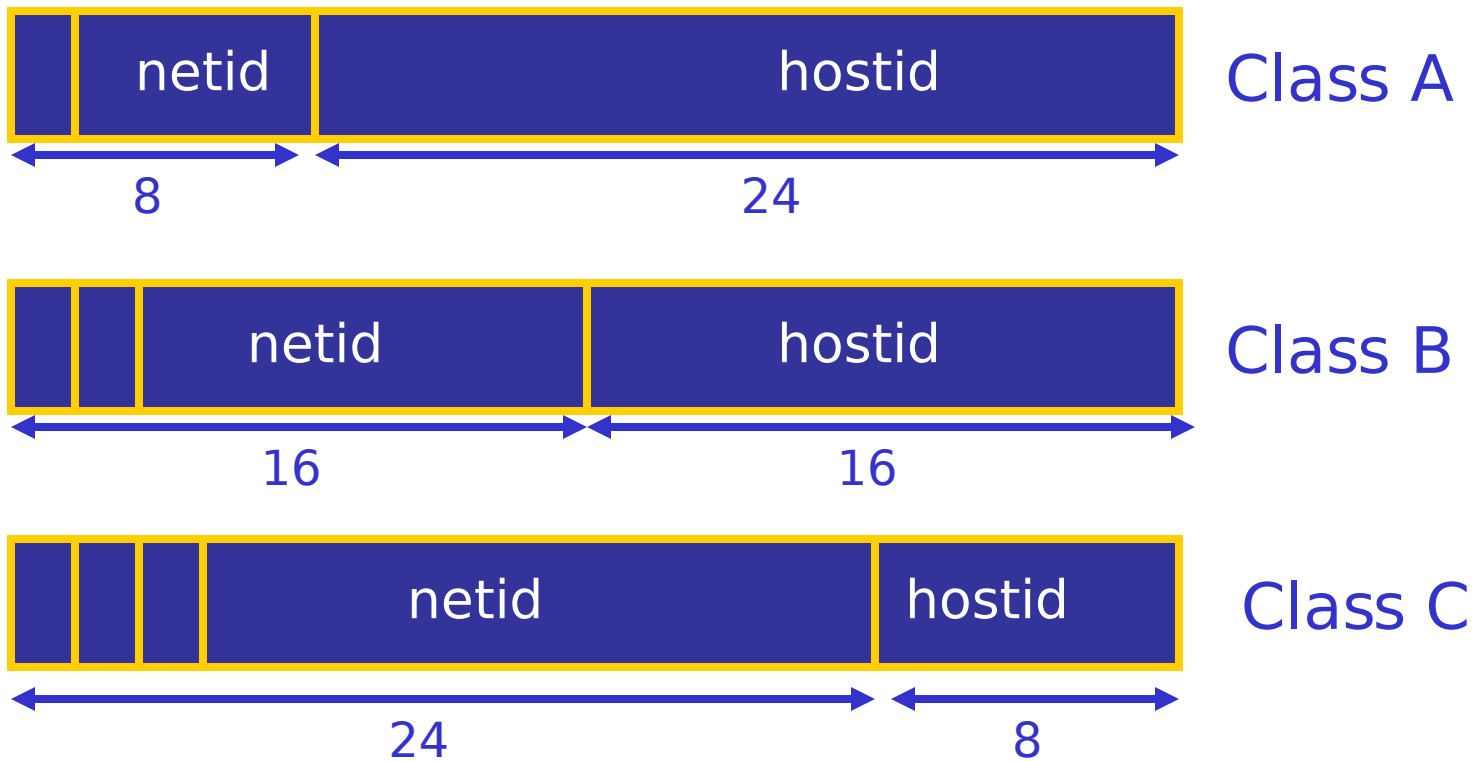 netid hostid Class A
8 24
netid hostid Class B
16 16
netid hostid Class C
24 8